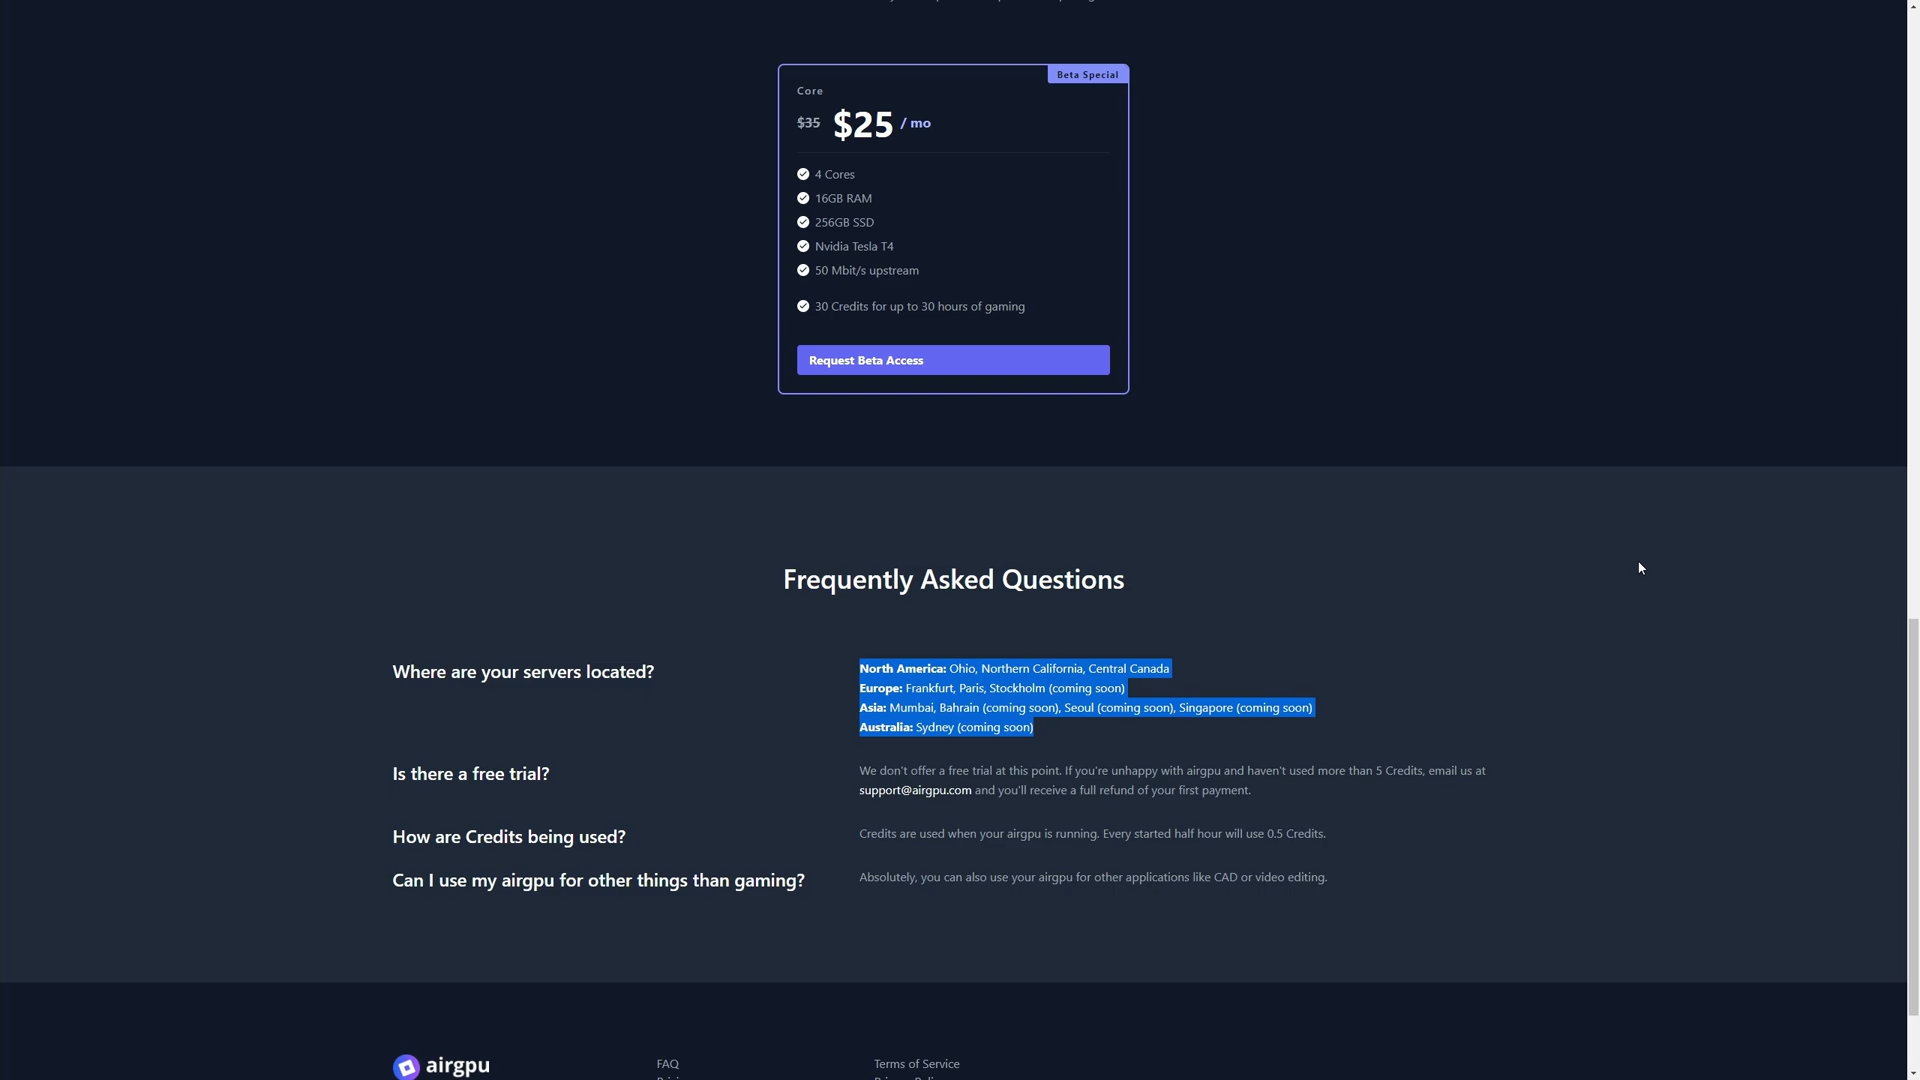 Beta Special
Core
$35 $25 / mo
4 Cores
16GB RAM
256GB SSD
Nvidia Tesla T4
50 Mbit/s upstream
30 Credits for up to 30 hours of gaming
Request Beta Access
Frequently Asked Questions
Where are your servers located?
North America: Ohio, Northern California, Central Canada
Europe: Frankfurt, Paris, Stockholm (coming soon)
Asia: Mumbai, Bahrain (coming soon), Seoul (coming soon), Singapore (coming soon)
Australia: Sydney (coming soon)
Is there a free trial?
We don't offer a free trial at this point. If you're unhappy with airgpu and haven't used more than 5 Credits, email us at
support@airgpu.com and you'll receive a full refund of your first payment.
How are Credits being used?
Credits are used when your airgpu is running. Every started half hour will use 0.5 Credits.
Can I use my airgpu for other things than gaming?
Absolutely, you can also use your airgpu for other applications like CAD or video editing.
airgpu
FAQ
Terms of Service